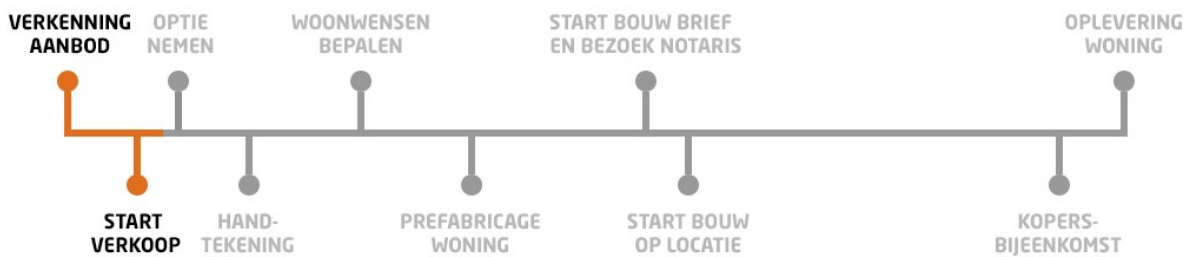 VERKENNING
AANBOD
OPTIE
NEMEN
WOONWENSEN
BEPALEN
START BOUW BRIEF
EN BEZOEK NOTARIS
OPLEVERING
WONING
START
VERKOOP
HAND-
TEKENING
PREFABRICAGE
WONING
START BOUW
OP LOCATIE
KOPERS-
BIJEENKOMST